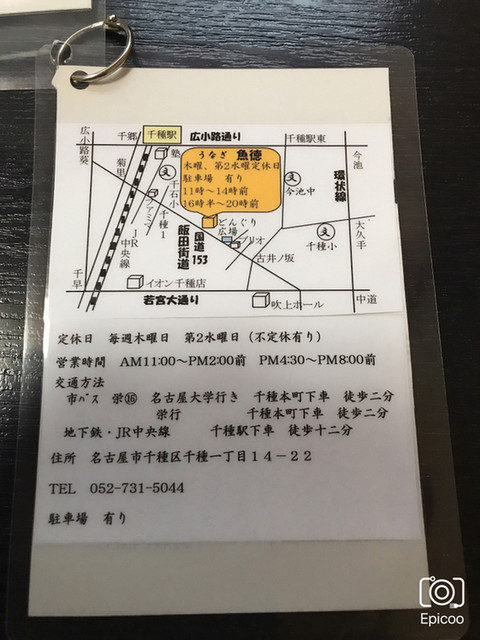 広小路葵
千郷
千種駅
広小路通り
千種駅東
今池
菊里
塾
文
千石小
ファミマ
千種1
うなぎ 魚徳
木曜、第2水曜定休日
駐車場 有り
11時～14時前
16時半～20時前
文
今池中
環状線
JR中央線
飯田街道
国道153
どんぐり広場
ブリオ
古井ノ坂
文
千種小
大久手
千早
イオン千種店
若宮大通り
吹上ホール
中道
定休日 毎週木曜日 第2水曜日(不定休有り)
営業時間 AM11:00～PM2:00前 PM4:30～PM8:00前
交通方法
市バス 栄⑯ 名古屋大学行き 千種本町下車 徒歩二分
栄行 千種本町下車 徒歩二分
地下鉄・JR中央線 千種駅下車 徒歩十二分
住所 名古屋市千種区千種一丁目14－22
TEL 052-731-5044
駐車場 有り
Epicoo